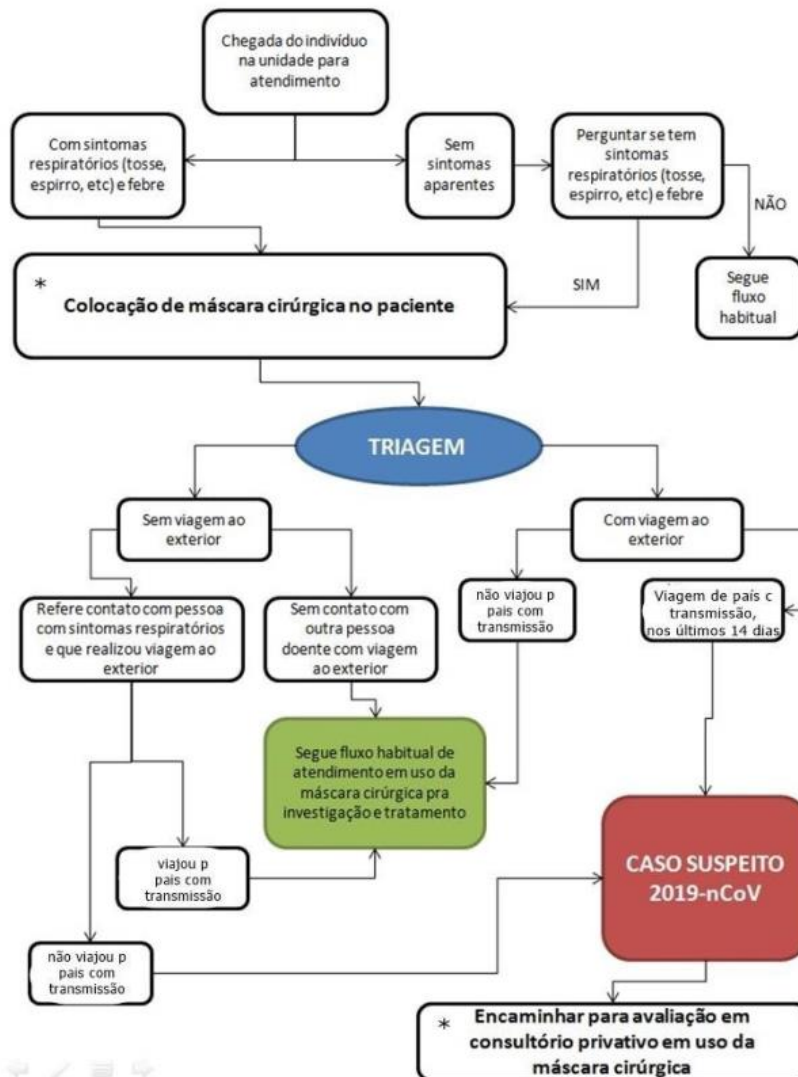 Chegada do indivíduo
na unidade para
atendimento
Com sintomas
respiratórios (tosse,
espirro, etc) e febre
Sem
sintomas
aparentes
Perguntar se tem
sintomas
respiratórios (tosse,
espirro, etc) e febre
NÃO
SIM
Segue
fluxo
habitual
* Colocação de máscara cirúrgica no paciente
TRIAGEM
Sem viagem ao
exterior
Com viagem ao
exterior
Refere contato com pessoa
com sintomas respiratórios
e que realizou viagem ao
exterior
Sem contato com
outra pessoa
doente com viagem
ao exterior
não viajou p
pais com
transmissão
Viagem de país c
transmissão,
nos últimos 14 dias
Segue fluxo habitual de
atendimento em uso da
máscara cirúrgica pra
investigação e tratamento
viajou p
pais com
transmissão
não viajou p
pais com
transmissão
CASO SUSPEITO
2019-nCoV
* Encaminhar para avaliação em
consultório privativo em uso da
máscara cirúrgica